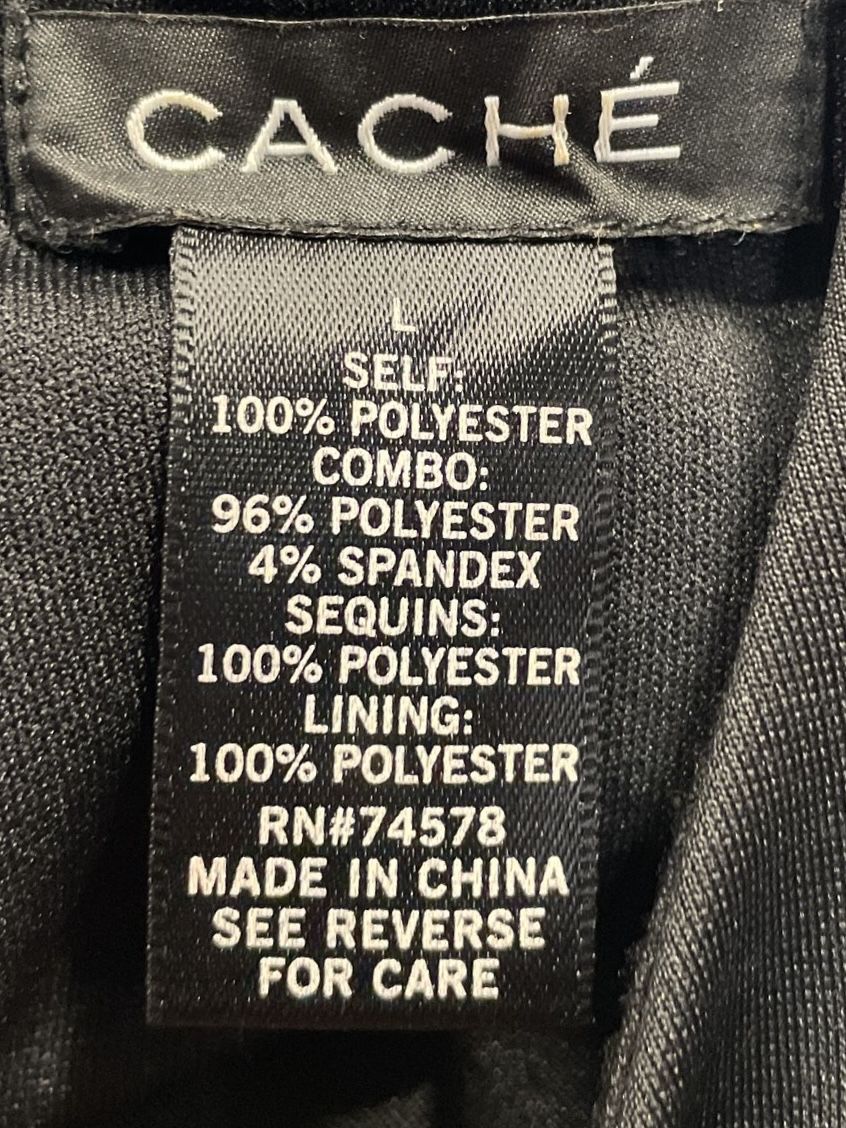 CACHÉ
L
SELF:
100% POLYESTER
COMBO:
96% POLYESTER
4% SPANDEX
SEQUINS:
100% POLYESTER
LINING:
100% POLYESTER
RN#74578
MADE IN CHINA
SEE REVERSE
FOR CARE